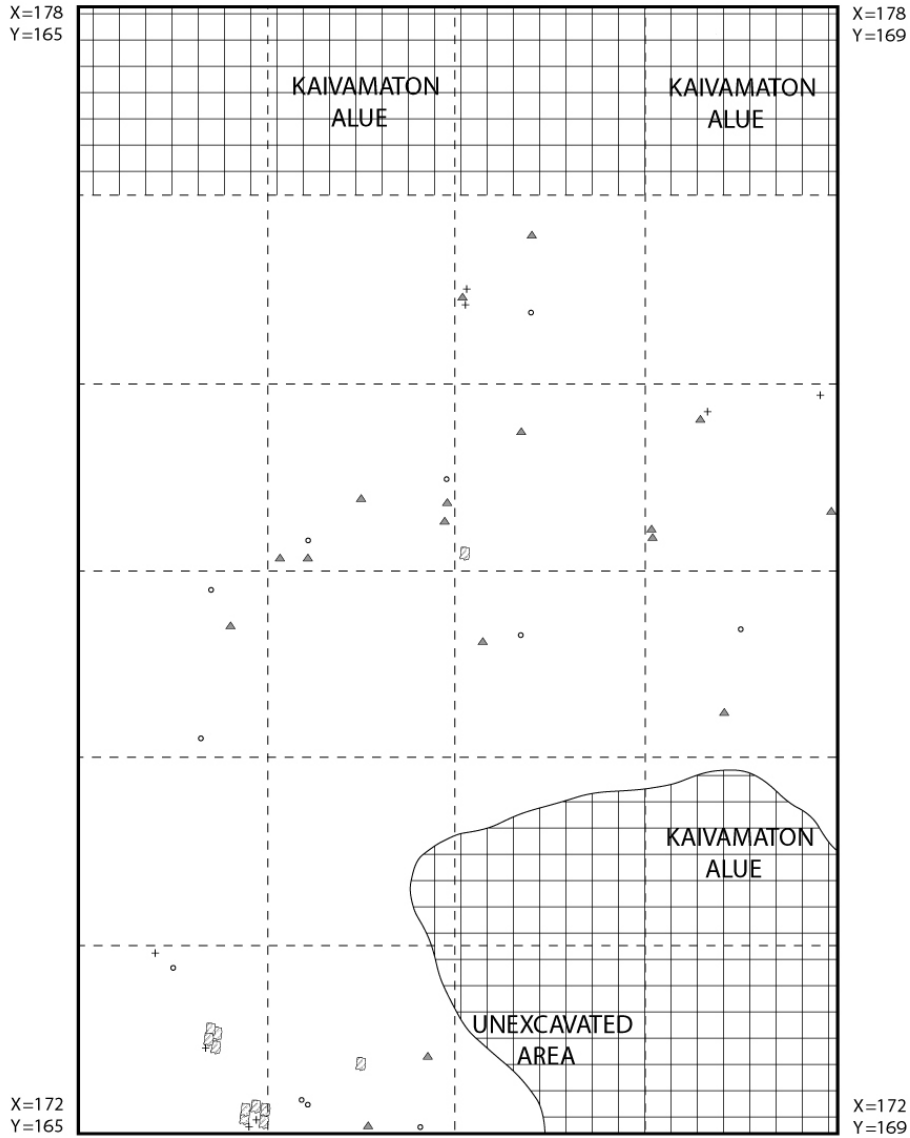 X=178
Y=165
X=178
Y=169
KAIVAMATON
ALUE
KAIVAMATON
ALUE
KAIVAMATON
ALUE
UNEXCAVATED
AREA
X=172
Y=165
X=172
Y=169